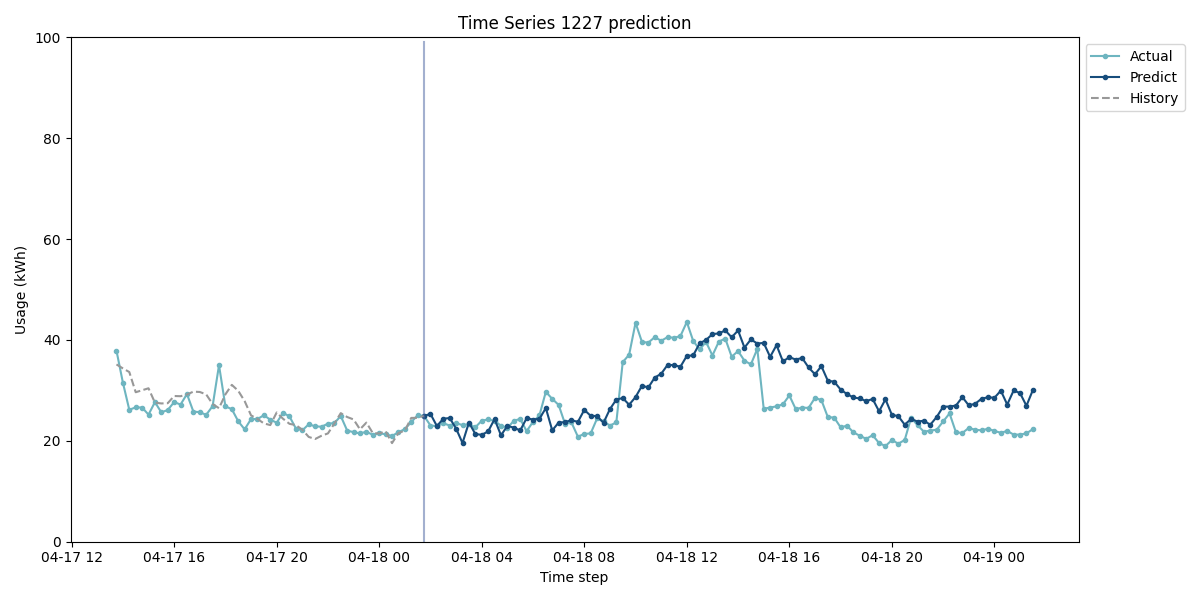 Time Series 1227 prediction
100
80
60
40
20
0
Usage (kWh)
04-17 12
04-17 16
04-17 20
04-18 00
04-18 04
04-18 08
04-18 12
04-18 16
04-18 20
04-19 00
Time step
Actual
Predict
History